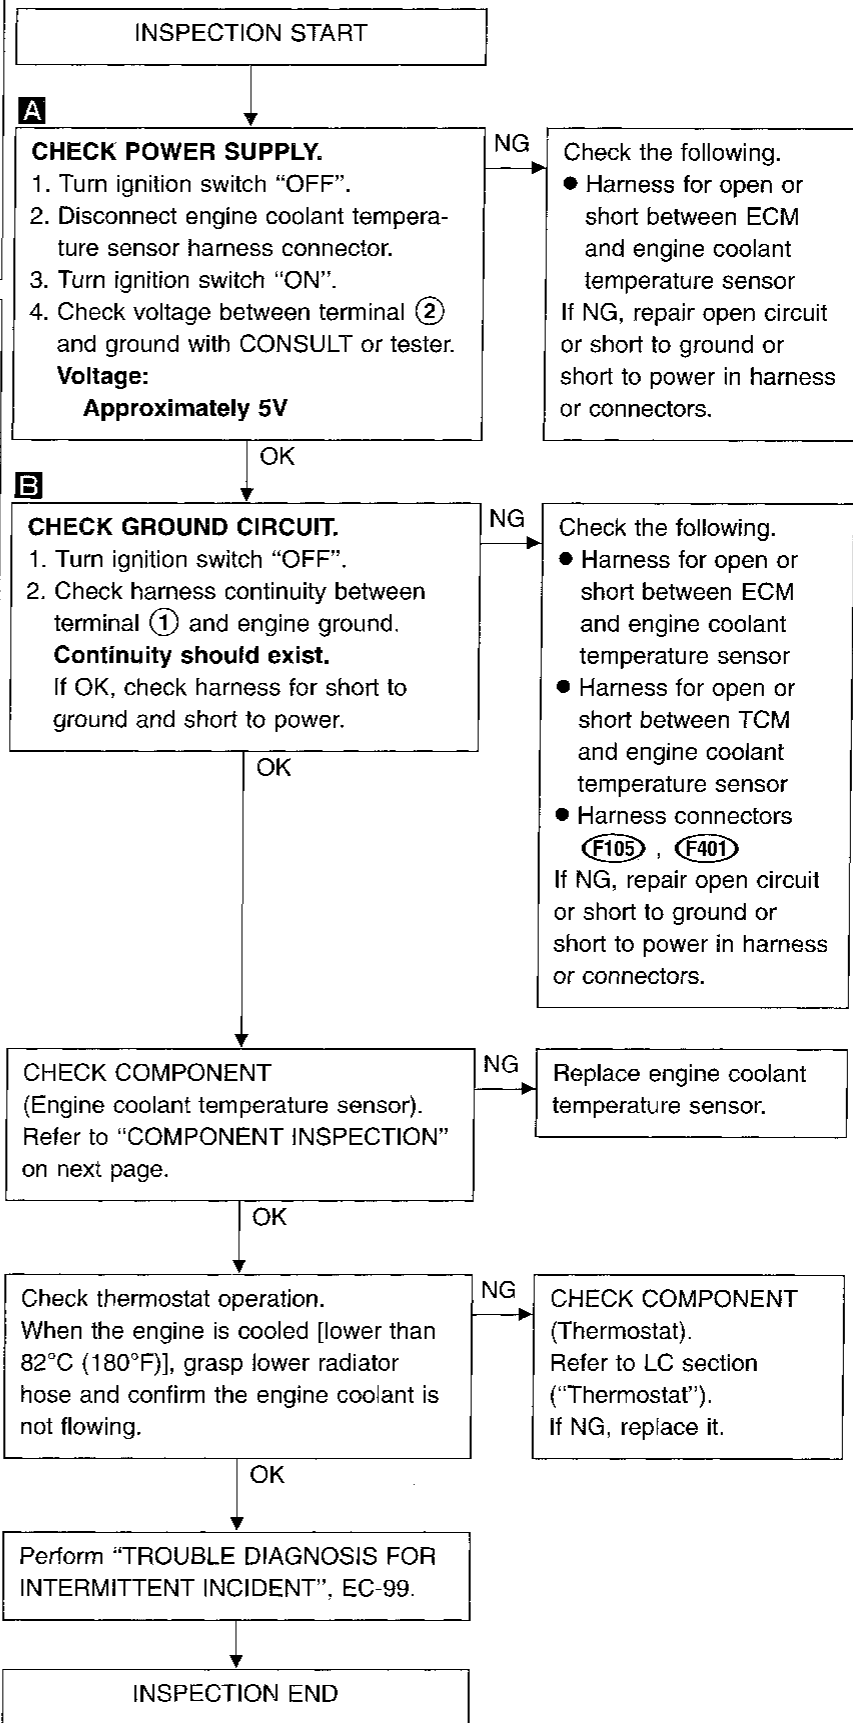 INSPECTION START
A
CHECK POWER SUPPLY.
1. Turn ignition switch “OFF”.
2. Disconnect engine coolant tempera-
ture sensor harness connector.
3. Turn ignition switch “ON”.
4. Check voltage between terminal ②
and ground with CONSULT or tester.
Voltage:
Approximately 5V
NG
Check the following.
● Harness for open or
short between ECM
and engine coolant
temperature sensor
If NG, repair open circuit
or short to ground or
short to power in harness
or connectors.
OK
B
CHECK GROUND CIRCUIT.
1. Turn ignition switch “OFF”.
2. Check harness continuity between
terminal ① and engine ground.
Continuity should exist.
If OK, check harness for short to
ground and short to power.
NG
Check the following.
● Harness for open or
short between ECM
and engine coolant
temperature sensor
● Harness for open or
short between TCM
and engine coolant
temperature sensor
● Harness connectors
F105 , F401
If NG, repair open circuit
or short to ground or
short to power in harness
or connectors.
OK
CHECK COMPONENT
(Engine coolant temperature sensor).
Refer to “COMPONENT INSPECTION”
on next page.
NG
Replace engine coolant
temperature sensor.
OK
Check thermostat operation.
When the engine is cooled [lower than
82°C (180°F)], grasp lower radiator
hose and confirm the engine coolant is
not flowing.
NG
CHECK COMPONENT
(Thermostat).
Refer to LC section
(“Thermostat”).
If NG, replace it.
OK
Perform “TROUBLE DIAGNOSIS FOR
INTERMITTENT INCIDENT”, EC-99.
INSPECTION END